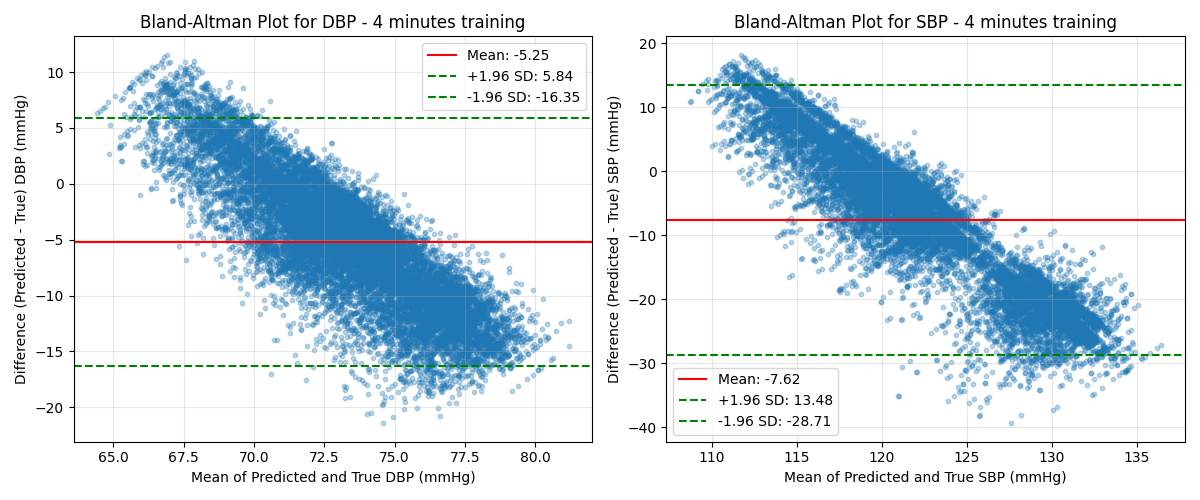 Bland-Altman Plot for DBP - 4 minutes training
Difference (Predicted - True) DBP (mmHg)
10
5
0
−5
−10
−15
−20
Mean: -5.25
+1.96 SD: 5.84
-1.96 SD: -16.35
65.0 67.5 70.0 72.5 75.0 77.5 80.0
Mean of Predicted and True DBP (mmHg)
Bland-Altman Plot for SBP - 4 minutes training
Difference (Predicted - True) SBP (mmHg)
20
10
0
−10
−20
−30
−40
Mean: -7.62
+1.96 SD: 13.48
-1.96 SD: -28.71
110 115 120 125 130 135
Mean of Predicted and True SBP (mmHg)